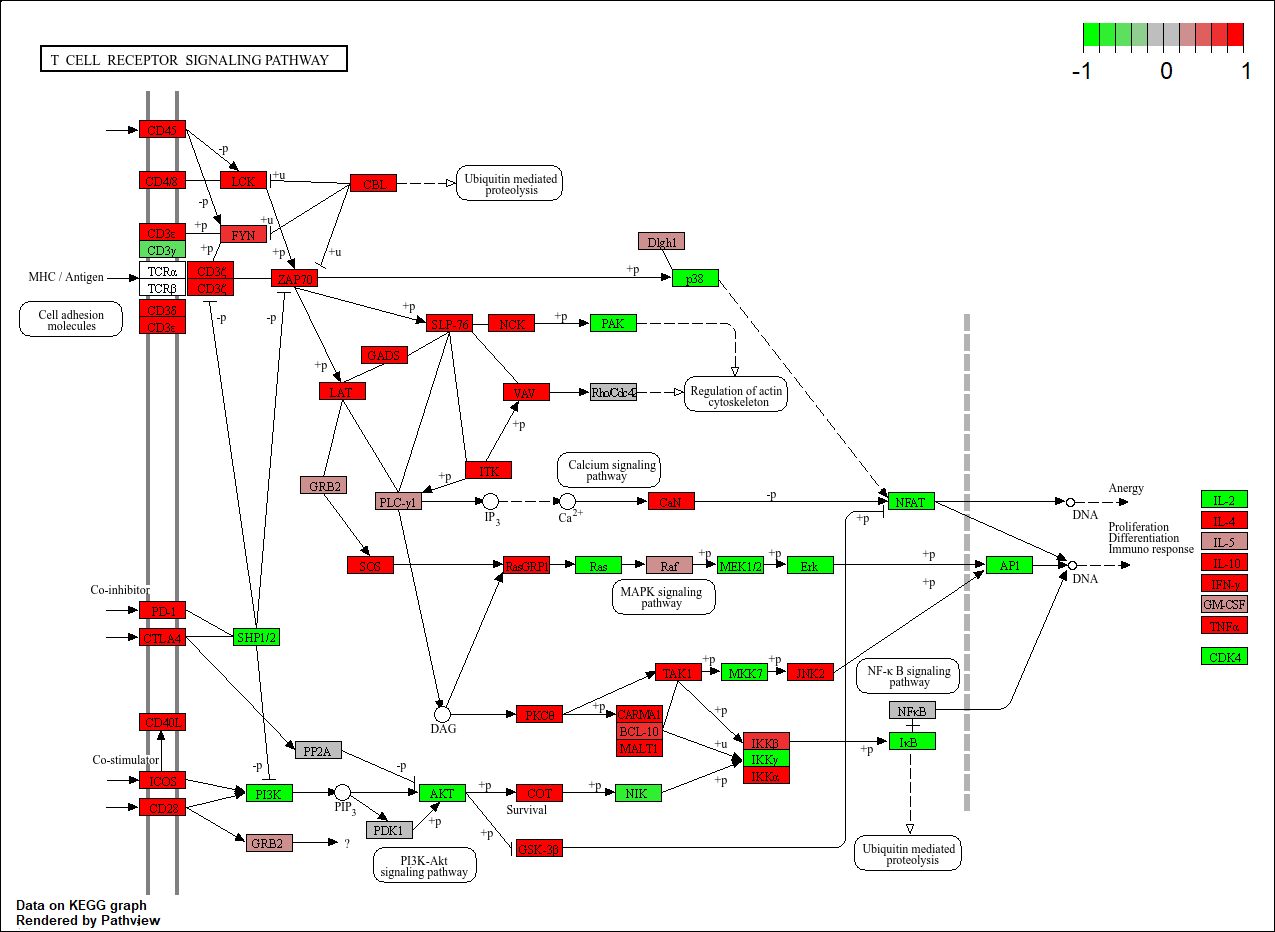 T CELL RECEPTOR SIGNALING PATHWAY
-1 0 1
CD45
-p
CD4/8
LCK
+u
CBL
Ubiquitin mediated
proteolysis
-p
CD3ε
+p
FYN
+u
CD3γ
+p
+p
+u
Dlgh1
MHC / Antigen
TCRα
TCRβ
CD3ζ
ZAP70
+p
p38
Cell adhesion
molecules
CD3δ
CD3ε
-p
-p
+p
SLP-76
NCK
+p
PAK
GADS
+p
LAT
VAV
Rho/Cdc42
Regulation of actin
cytoskeleton
+p
ITK
+p
Calcium signaling
pathway
GRB2
PLC-γ1
IP3
Ca2+
CaN
-p
NFAT
+p
DNA
Anergy
Proliferation
Differentiation
Immuno response
DNA
SOS
RasGRP1
Ras
Raf
+p
MEK1/2
+p
Erk
+p
AP1
+p
MAPK signaling
pathway
IL-2
IL-4
IL-5
IL-10
IFN-γ
GM-CSF
TNFα
CDK4
Co-inhibitor
PD-1
CTLA4
SHP1/2
TAK1
+p
MKK7
+p
JNK2
NF-κ B signaling
pathway
DAG
PKCθ
+p
CARMA1
BCL-10
MALT1
+p
+u
+p
IKKβ
IKKγ
IKKα
+p
NFκB
IκB
CD40L
Co-stimulator
ICOS
CD28
PP2A
-p
-p
PI3K
PIP3
AKT
+p
COT
+p
NIK
Survival
PDK1
+p
+p
GRB2
?
GSK-3β
PI3K-Akt
signaling pathway
Ubiquitin mediated
proteolysis
Data on KEGG graph
Rendered by Pathview